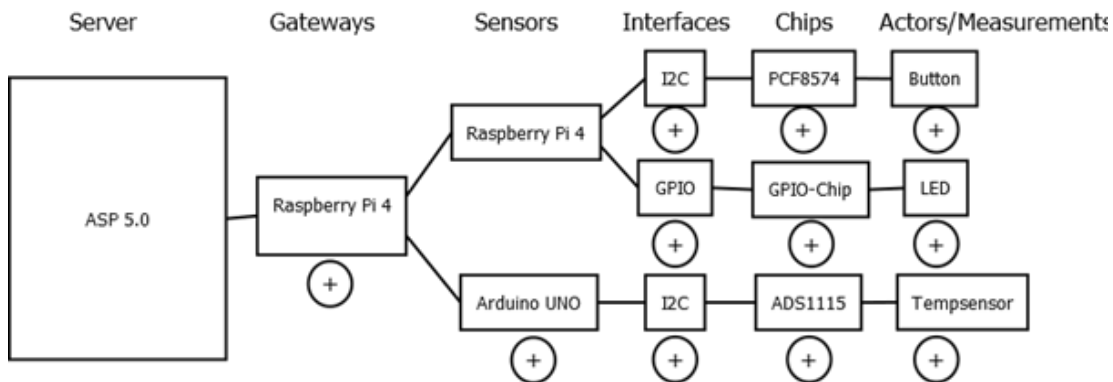 Server Gateways Sensors Interfaces Chips Actors/Measurements
I2C PCF8574 Button
+ + +
Raspberry Pi 4
GPIO GPIO-Chip LED
Raspberry Pi 4
ASP 5.0
+ + +
+
Arduino UNO I2C ADS1115 Tempsensor
+ + + +